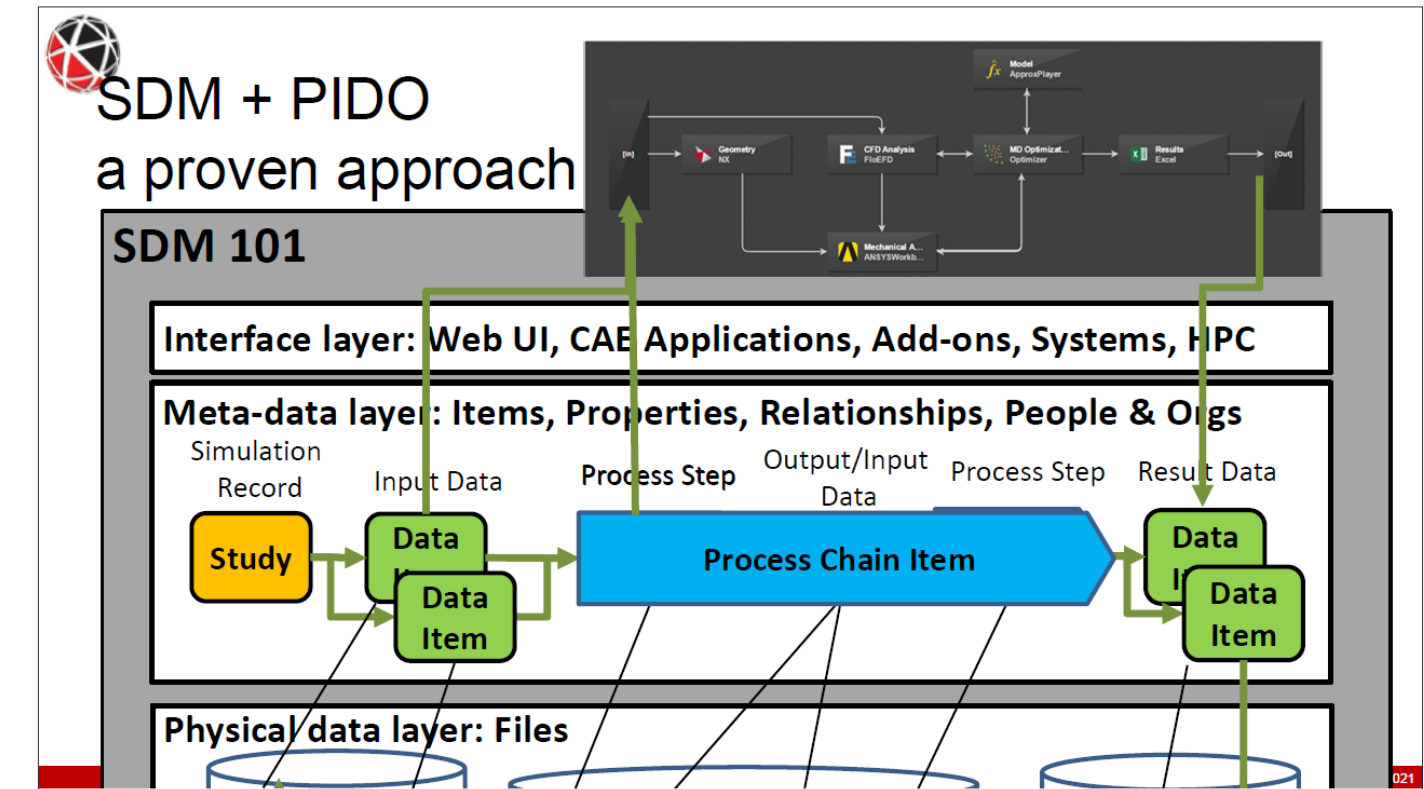 SDM + PIDO
a proven approach
Model
ApproxPlayer
[In]
Geometry
NX
CFD Analysis
FloEFD
MD Optimizat...
Optimizer
Results
Excel
[Out]
Mechanical A...
ANSYSWorkb...
SDM 101
Interface layer: Web UI, CAE Applications, Add-ons, Systems, HPC
Meta-data layer: Items, Properties, Relationships, People & Orgs
Simulation
Record
Input Data
Process Step
Output/Input
Data
Process Step
Result Data
Study
Data
Data
Item
Process Chain Item
Data
Data
Item
Physical data layer: Files
021